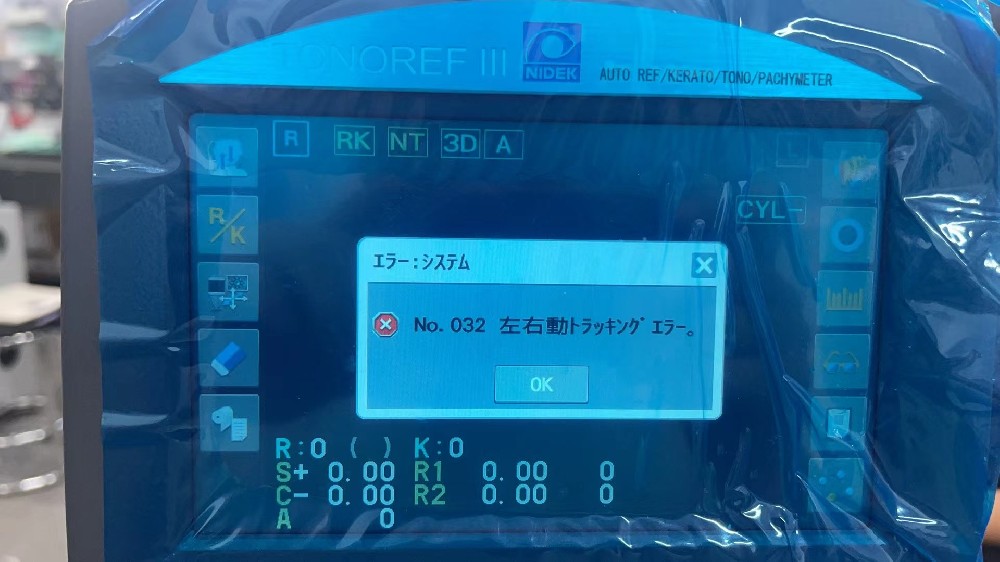 TONOREF III
NIDEK
AUTO REF/KERATO/TONO/PACHYMETER
R RK NT 3D A L
R/K
CYL-
エラー:システム
No. 032 左右動トラッキングエラー。
OK
R:0 ( ) K:0
S+ 0.00 R1 0.00 0
C- 0.00 R2 0.00 0
A 0